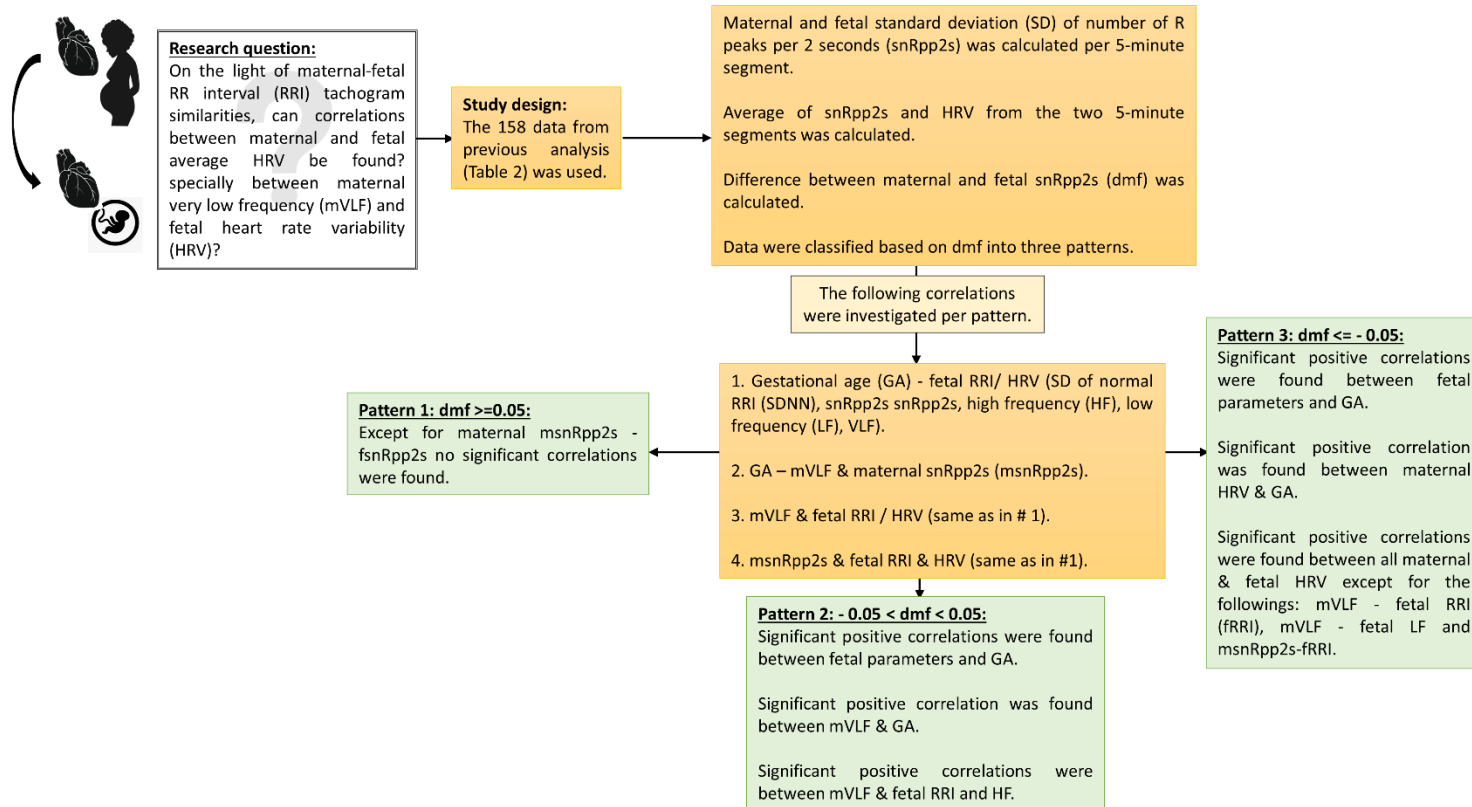 Research question:
On the light of maternal-fetal
RR interval (RRI) tachogram
similarities, can correlations
between maternal and fetal
average HRV be found?
specially between maternal
very low frequency (mVLF) and
fetal heart rate variability
(HRV)?
?
Study design:
The 158 data from
previous analysis
(Table 2) was used.
Maternal and fetal standard deviation (SD) of number of R
peaks per 2 seconds (snRpp2s) was calculated per 5-minute
segment.
Average of snRpp2s and HRV from the two 5-minute
segments was calculated.
Difference between maternal and fetal snRpp2s (dmf) was
calculated.
Data were classified based on dmf into three patterns.
The following correlations
were investigated per pattern.
1. Gestational age (GA) - fetal RRI/ HRV (SD of normal
RRI (SDNN), snRpp2s snRpp2s, high frequency (HF), low
frequency (LF), VLF).
2. GA – mVLF & maternal snRpp2s (msnRpp2s).
3. mVLF & fetal RRI / HRV (same as in # 1).
4. msnRpp2s & fetal RRI & HRV (same as in #1).
Pattern 1: dmf >=0.05:
Except for maternal msnRpp2s -
fsnRpp2s no significant correlations
were found.
Pattern 2: - 0.05 < dmf < 0.05:
Significant positive correlations were found
between fetal parameters and GA.
Significant positive correlation was found
between mVLF & GA.
Significant positive correlations were
between mVLF & fetal RRI and HF.
Pattern 3: dmf <= - 0.05:
Significant positive correlations
were found between fetal
parameters and GA.
Significant positive correlation
was found between maternal
HRV & GA.
Significant positive correlations
were found between all maternal
& fetal HRV except for the
followings: mVLF - fetal RRI
(fRRI), mVLF - fetal LF and
msnRpp2s-fRRI.